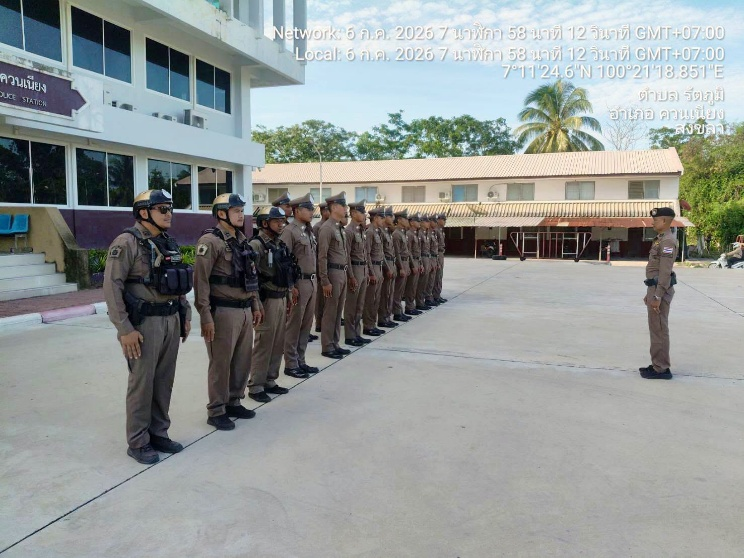 Network: 6 ก.ค. 2026 7 นาฬิกา 58 นาที 12 วินาที GMT+07:00
Local: 6 ก.ค. 2026 7 นาฬิกา 58 นาที 12 วินาที GMT+07:00
7°11'24.6"N 100°21'18.851"E
ตำบล รัตภูมิ
อำเภอ ควนเนียง
สงขลา
ควนเนียง
POLICE STATION